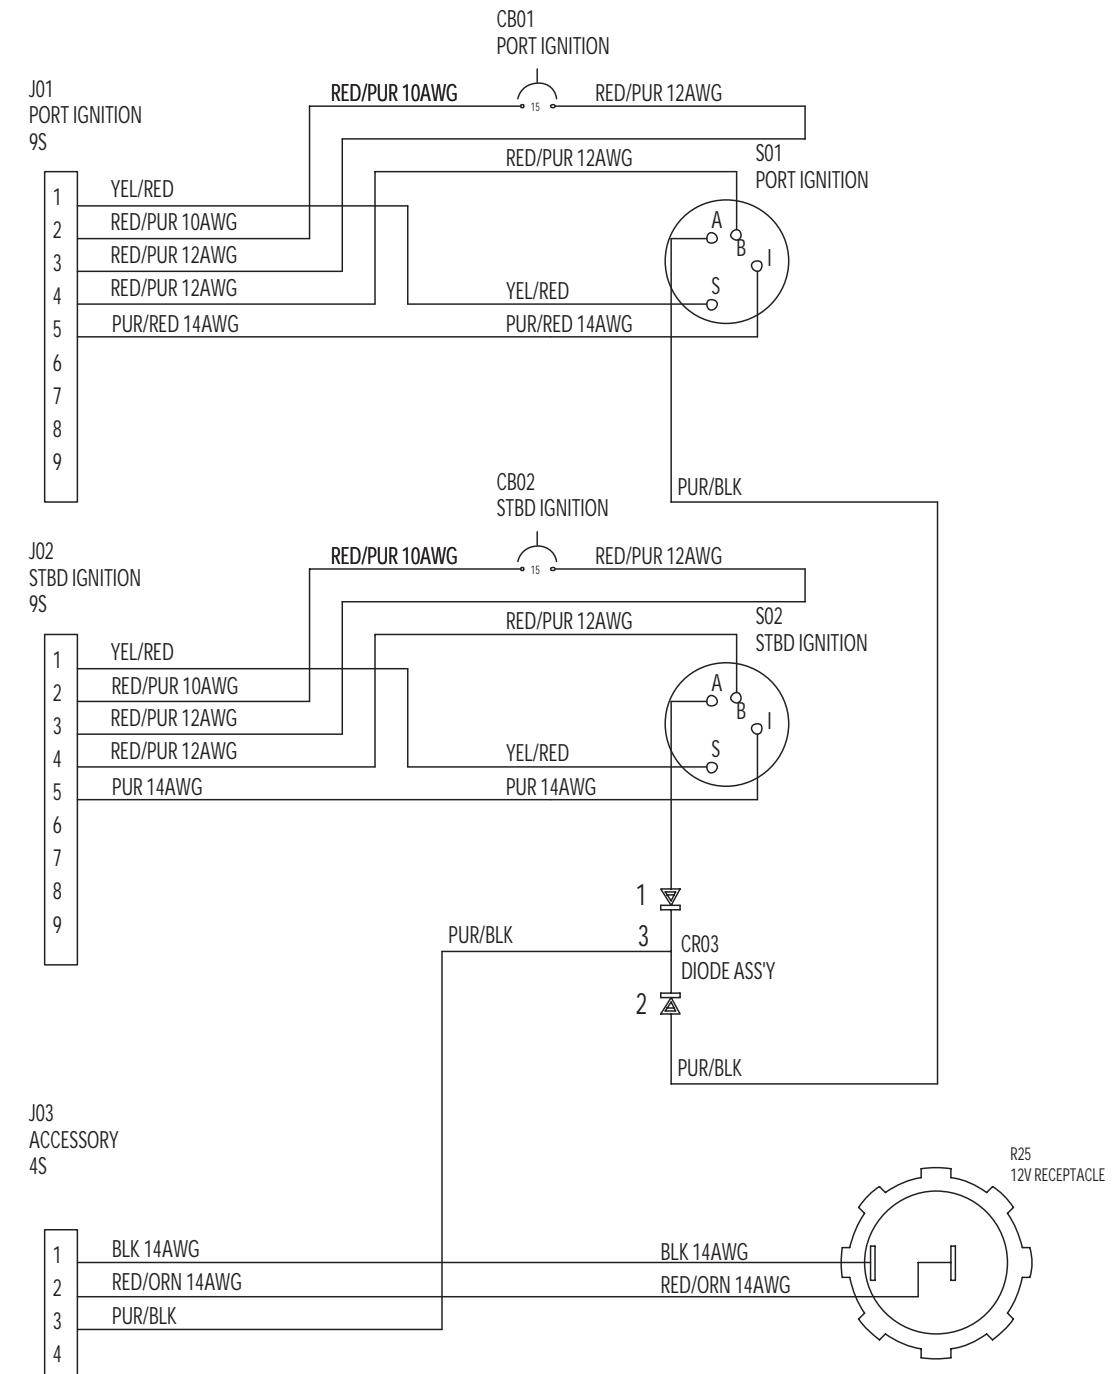 CB01
PORT IGNITION
J01
PORT IGNITION
9S
RED/PUR 10AWG
15
RED/PUR 12AWG
RED/PUR 12AWG
S01
PORT IGNITION
1
YEL/RED
2
RED/PUR 10AWG
3
RED/PUR 12AWG
4
RED/PUR 12AWG
5
PUR/RED 14AWG
6
7
8
9
A
B
I
S
YEL/RED
PUR/RED 14AWG
PUR/BLK
CB02
STBD IGNITION
J02
STBD IGNITION
9S
RED/PUR 10AWG
15
RED/PUR 12AWG
RED/PUR 12AWG
S02
STBD IGNITION
1
YEL/RED
2
RED/PUR 10AWG
3
RED/PUR 12AWG
4
RED/PUR 12AWG
5
PUR 14AWG
6
7
8
9
A
B
I
S
YEL/RED
PUR 14AWG
1
PUR/BLK
3
CR03
DIODE ASS'Y
2
PUR/BLK
J03
ACCESSORY
4S
R25
12V RECEPTACLE
1
BLK 14AWG
BLK 14AWG
2
RED/ORN 14AWG
RED/ORN 14AWG
3
PUR/BLK
4